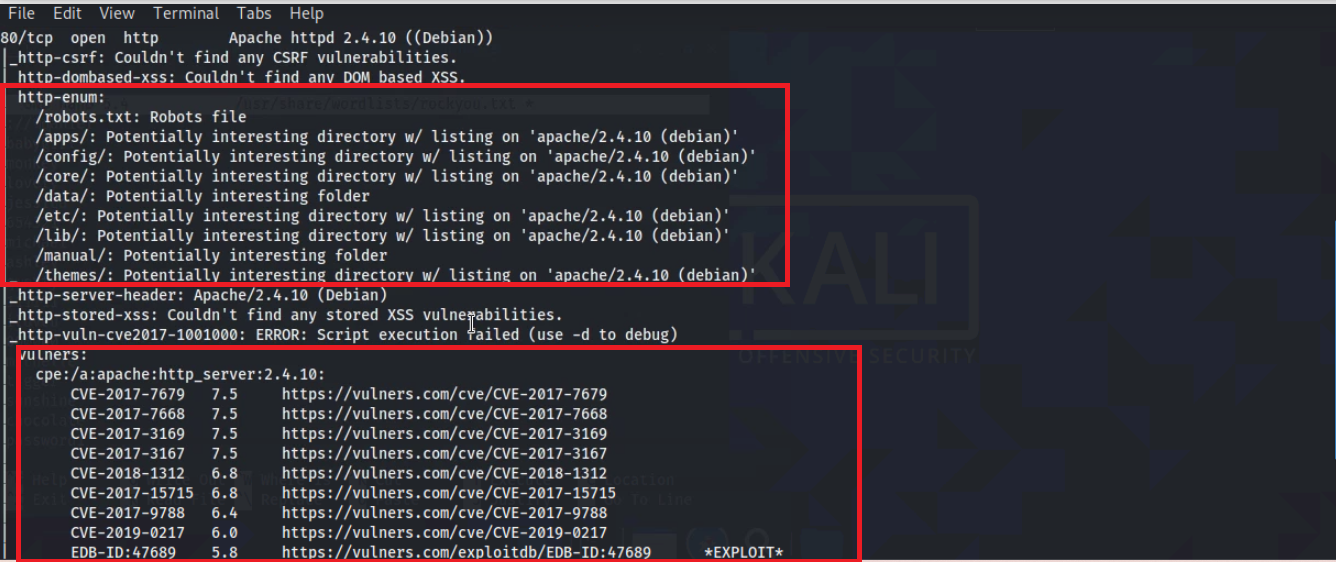 File Edit View Terminal Tabs Help
80/tcp open http Apache httpd 2.4.10 ((Debian))
|_http-csrf: Couldn't find any CSRF vulnerabilities.
|_http-dombased-xss: Couldn't find any DOM based XSS.
http-enum:
/usr/share/wordlists/rockyou.txt
/robots.txt: Robots file
/apps/: Potentially interesting directory w/ listing on 'apache/2.4.10 (debian)'
/config/: Potentially interesting directory w/ listing on 'apache/2.4.10 (debian)'
/core/: Potentially interesting directory w/ listing on 'apache/2.4.10 (debian)'
/data/: Potentially interesting folder
/etc/: Potentially interesting directory w/ listing on 'apache/2.4.10 (debian)'
/lib/: Potentially interesting directory w/ listing on 'apache/2.4.10 (debian)'
/manual/: Potentially interesting folder
/themes/: Potentially interesting directory w/ listing on 'apache/2.4.10 (debian)'
|_http-server-header: Apache/2.4.10 (Debian)
|_http-stored-xss: Couldn't find any stored XSS vulnerabilities.
|_http-vuln-cve2017-1001000: ERROR: Script execution failed (use -d to debug)
KALI
OFFENSIVE SECURITY
vulners:
cpe:/a:apache:http_server:2.4.10:
CVE-2017-7679 7.5 https://vulners.com/cve/CVE-2017-7679
CVE-2017-7668 7.5 https://vulners.com/cve/CVE-2017-7668
CVE-2017-3169 7.5 https://vulners.com/cve/CVE-2017-3169
CVE-2017-3167 7.5 https://vulners.com/cve/CVE-2017-3167
CVE-2018-1312 6.8 https://vulners.com/cve/CVE-2018-1312
CVE-2017-15715 6.8 https://vulners.com/cve/CVE-2017-15715
CVE-2017-9788 6.4 https://vulners.com/cve/CVE-2017-9788
CVE-2019-0217 6.0 https://vulners.com/cve/CVE-2019-0217
EDB-ID:47689 5.8 https://vulners.com/exploitdb/EDB-ID:47689 *EXPLOIT*